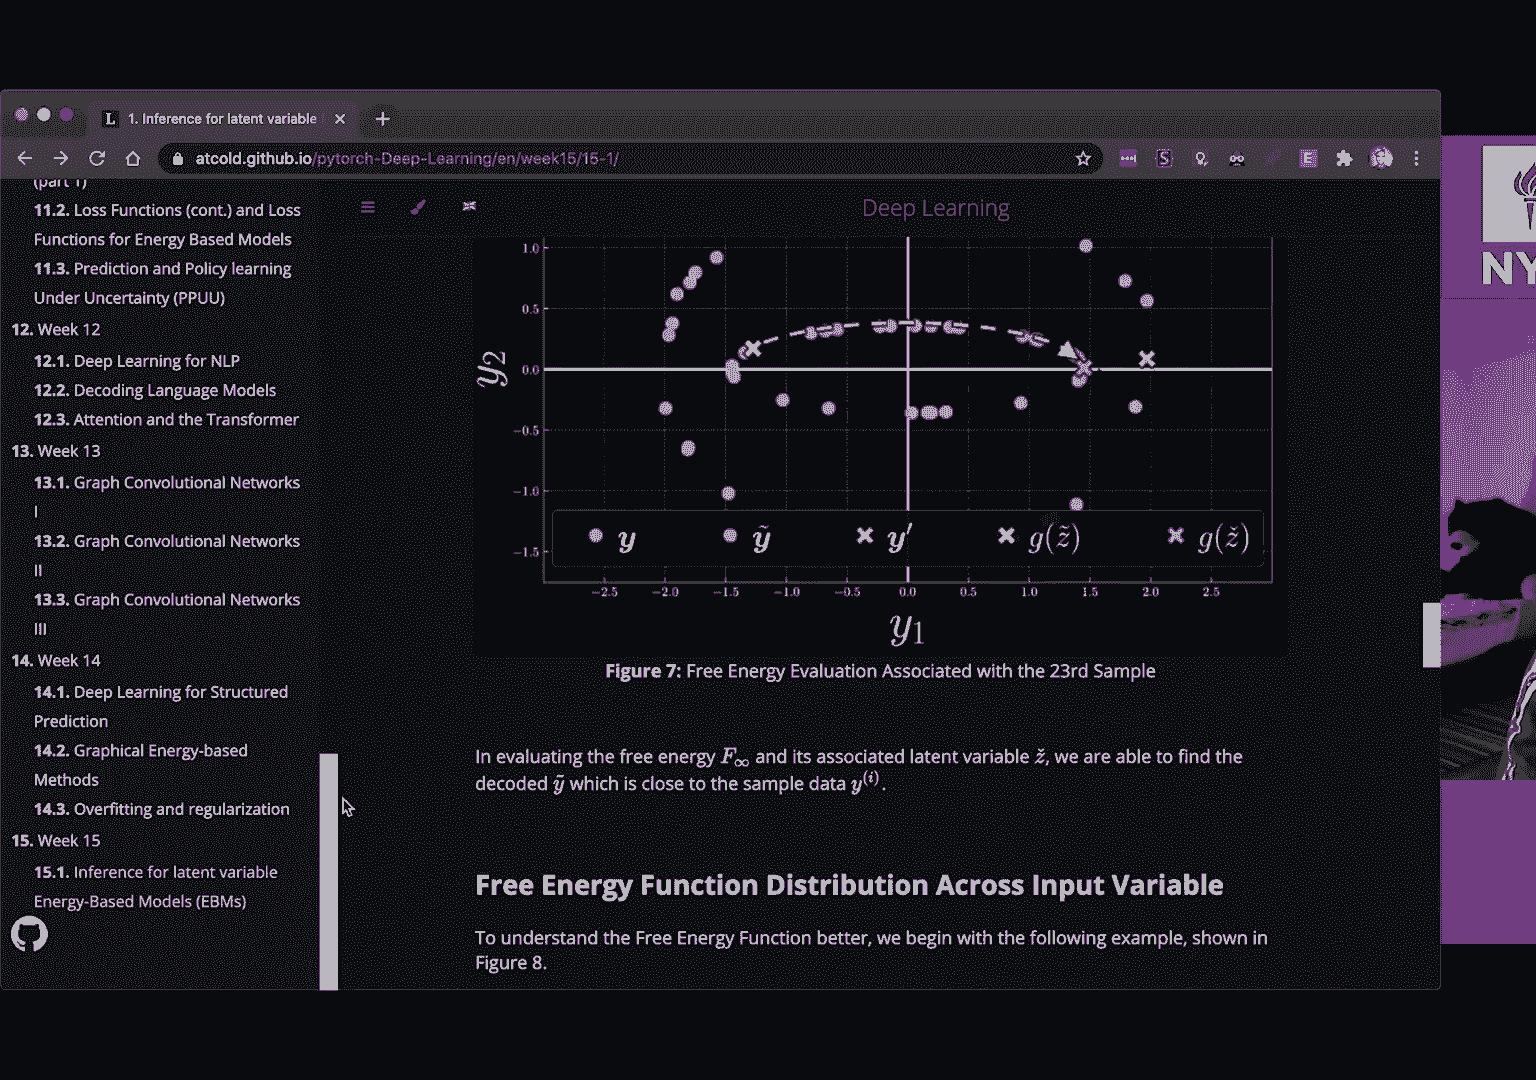 1. Inference for latent variable
atcold.github.io/pytorch-Deep-Learning/en/week15/15-1/
(part 1)
11.2. Loss Functions (cont.) and Loss
Functions for Energy Based Models
11.3. Prediction and Policy learning
Under Uncertainty (PPUU)
12. Week 12
12.1. Deep Learning for NLP
12.2. Decoding Language Models
12.3. Attention and the Transformer
13. Week 13
13.1. Graph Convolutional Networks
I
13.2. Graph Convolutional Networks
II
13.3. Graph Convolutional Networks
III
14. Week 14
14.1. Deep Learning for Structured
Prediction
14.2. Graphical Energy-based
Methods
14.3. Overfitting and regularization
15. Week 15
15.1. Inference for latent variable
Energy-Based Models (EBMs)
Deep Learning
1.0
0.5
0.0
−0.5
−1.0
−1.5
y₂
y ỹ y′ g(z̃) g(ž)
−2.5 −2.0 −1.5 −1.0 −0.5 0.0 0.5 1.0 1.5 2.0 2.5
y₁
Figure 7: Free Energy Evaluation Associated with the 23rd Sample
In evaluating the free energy F∞ and its associated latent variable ž, we are able to find the
decoded ỹ which is close to the sample data y⁽ⁱ⁾.
Free Energy Function Distribution Across Input Variable
To understand the Free Energy Function better, we begin with the following example, shown in
Figure 8.
NY